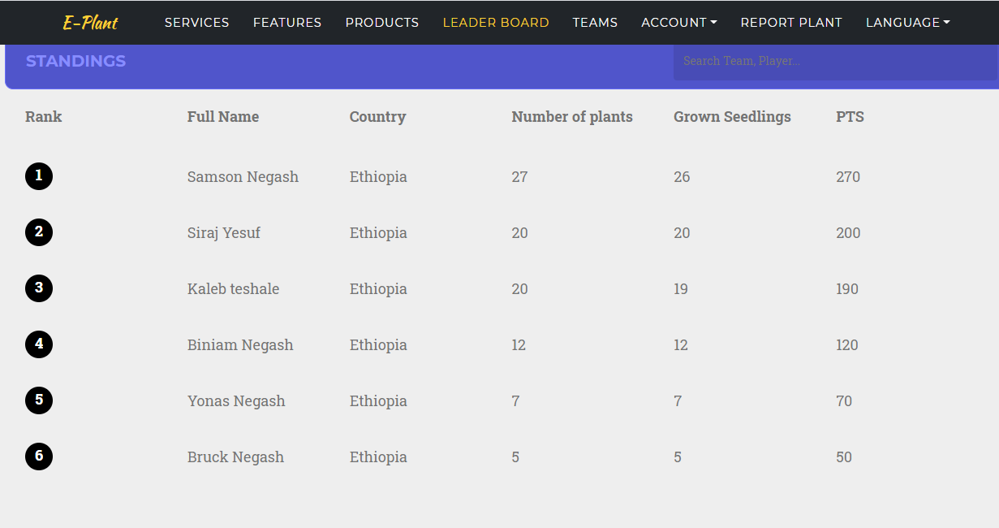 E-Plant SERVICES FEATURES PRODUCTS LEADER BOARD TEAMS ACCOUNT REPORT PLANT LANGUAGE
STANDINGS Search Team, Player...
Rank Full Name Country Number of plants Grown Seedlings PTS
1 Samson Negash Ethiopia 27 26 270
2 Siraj Yesuf Ethiopia 20 20 200
3 Kaleb teshale Ethiopia 20 19 190
4 Biniam Negash Ethiopia 12 12 120
5 Yonas Negash Ethiopia 7 7 70
6 Bruck Negash Ethiopia 5 5 50